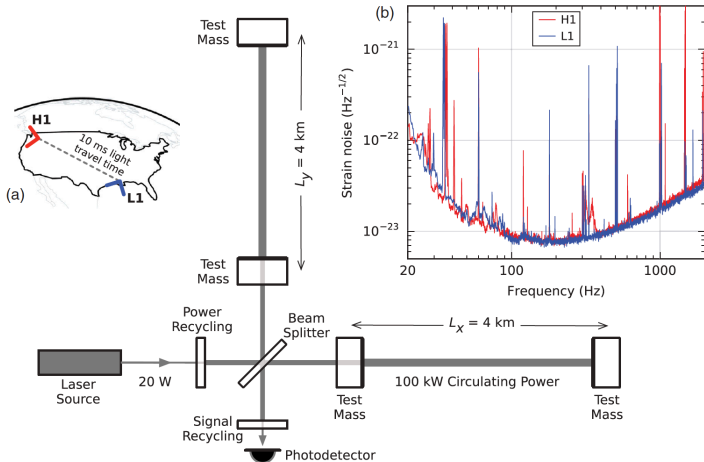 (a)
H1
10 ms light
travel time
L1
Test
Mass
L_y = 4 km
Test
Mass
Power
Recycling
Beam
Splitter
Laser
Source
20 W
L_x = 4 km
100 kW Circulating Power
Test
Mass
Test
Mass
Signal
Recycling
Photodetector
(b)
H1
L1
Strain noise (Hz^{-1/2})
10^{-21}
10^{-22}
10^{-23}
20
100
1000
Frequency (Hz)